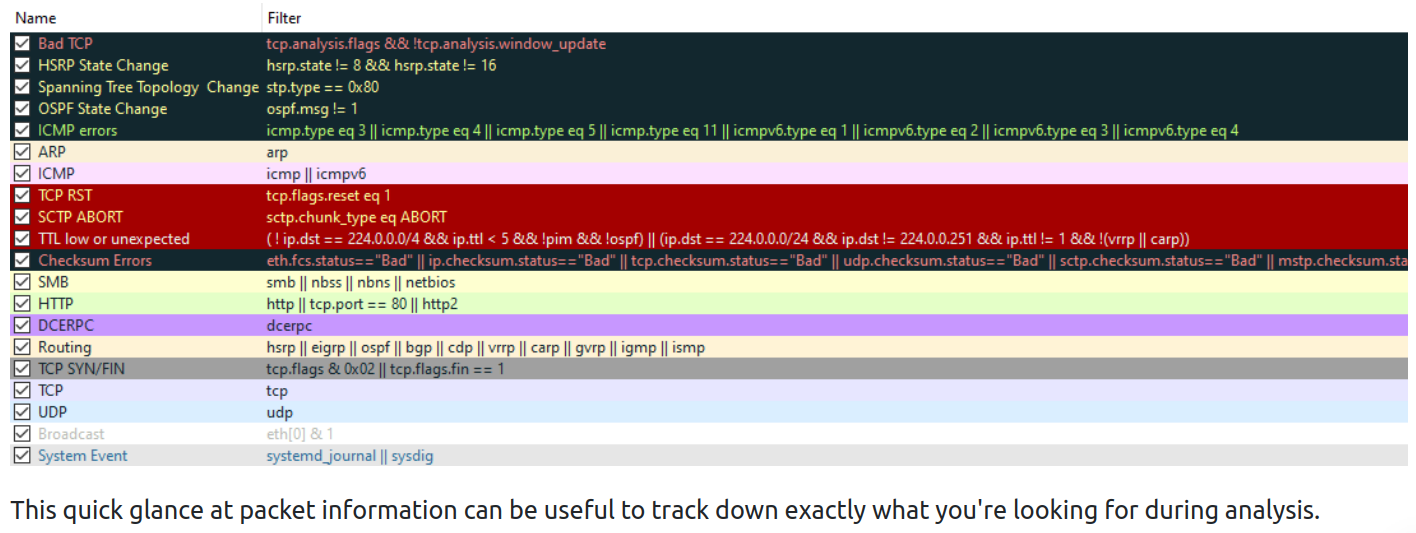 Name Filter
Bad TCP tcp.analysis.flags && !tcp.analysis.window_update
HSRP State Change hsrp.state != 8 && hsrp.state != 16
Spanning Tree Topology  Change stp.type == 0x80
OSPF State Change ospf.msg != 1
ICMP errors icmp.type eq 3 || icmp.type eq 4 || icmp.type eq 5 || icmp.type eq 11 || icmpv6.type eq 1 || icmpv6.type eq 2 || icmpv6.type eq 3 || icmpv6.type eq 4
ARP arp
ICMP icmp || icmpv6
TCP RST tcp.flags.reset eq 1
SCTP ABORT sctp.chunk_type eq ABORT
TTL low or unexpected ( ! ip.dst == 224.0.0.0/4 && ip.ttl < 5 && !pim && !ospf) || (ip.dst == 224.0.0.0/24 && ip.dst != 224.0.0.251 && ip.ttl != 1 && !(vrrp || carp))
Checksum Errors eth.fcs.status=="Bad" || ip.checksum.status=="Bad" || tcp.checksum.status=="Bad" || udp.checksum.status=="Bad" || sctp.checksum.status=="Bad" || mstp.checksum.sta
SMB smb || nbss || nbns || netbios
HTTP http || tcp.port == 80 || http2
DCERPC dcerpc
Routing hsrp || eigrp || ospf || bgp || cdp || vrrp || carp || gvrp || igmp || ismp
TCP SYN/FIN tcp.flags & 0x02 || tcp.flags.fin == 1
TCP tcp
UDP udp
Broadcast eth[0] & 1
System Event systemd_journal || sysdig
This quick glance at packet information can be useful to track down exactly what you're looking for during analysis.